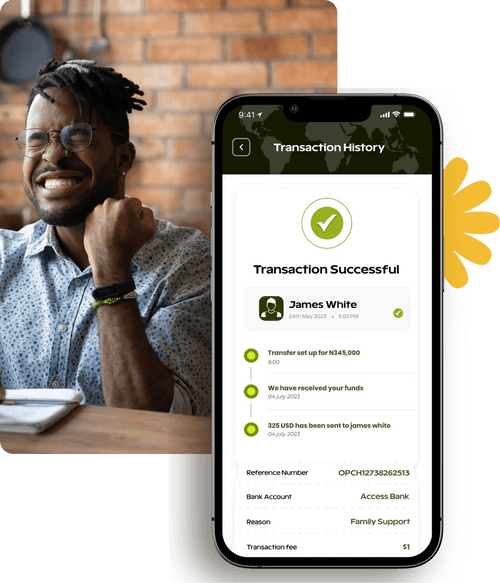 9:41
Transaction History
Transaction Successful
James White
24th May 2023 • 5:02 PM
Transfer set up for N345,000
9:00
We have received your funds
04 july 2023
325 USD has been sent to james white
04 july 2023
Reference Number OPCH12738262513
Bank Account Access Bank
Reason Family Support
Transaction fee $1